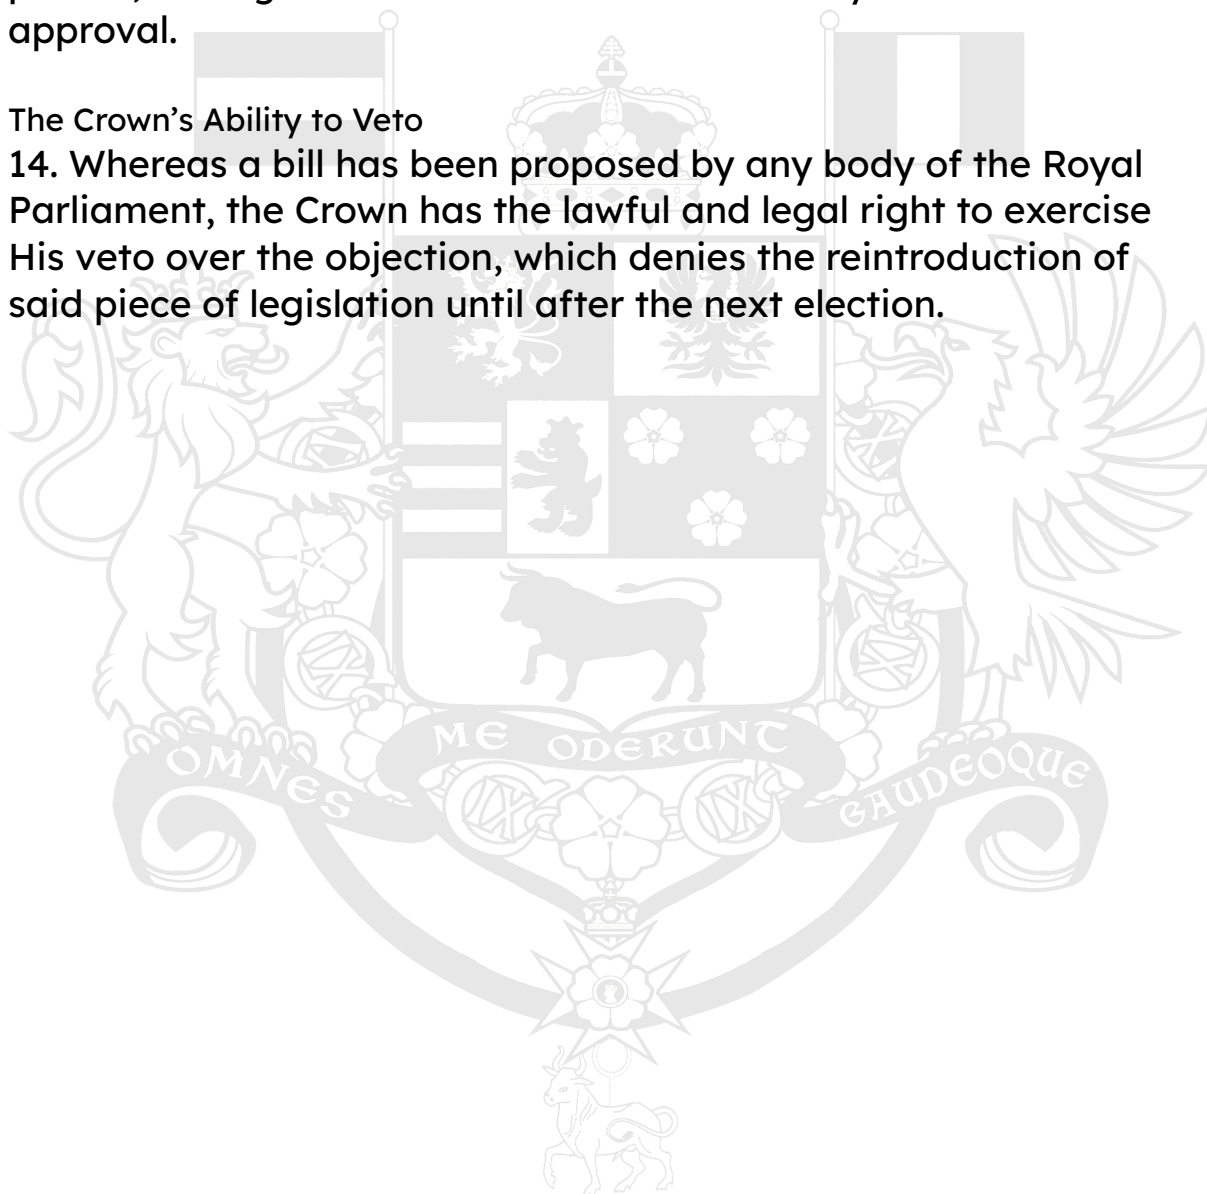 approval.
The Crown’s Ability to Veto
14. Whereas a bill has been proposed by any body of the Royal
Parliament, the Crown has the lawful and legal right to exercise
His veto over the objection, which denies the reintroduction of
said piece of legislation until after the next election.
OMNES ME ODERUNT GAUDEOQUE